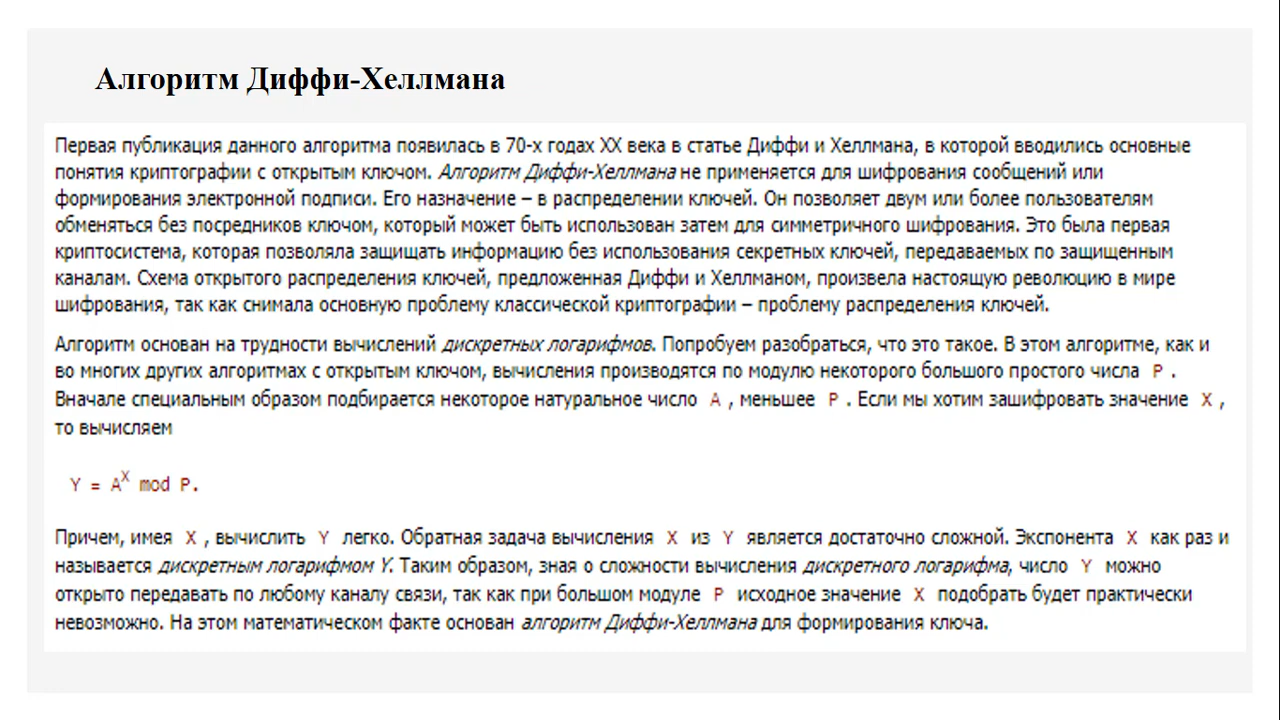 Алгоритм Диффи-Хеллмана
Первая публикация данного алгоритма появилась в 70-х годах XX века в статье Диффи и Хеллмана, в которой вводились основные
понятия криптографии с открытым ключом. Алгоритм Диффи-Хеллмана не применяется для шифрования сообщений или
формирования электронной подписи. Его назначение – в распределении ключей. Он позволяет двум или более пользователям
обменяться без посредников ключом, который может быть использован затем для симметричного шифрования. Это была первая
криптосистема, которая позволяла защищать информацию без использования секретных ключей, передаваемых по защищенным
каналам. Схема открытого распределения ключей, предложенная Диффи и Хеллманом, произвела настоящую революцию в мире
шифрования, так как снимала основную проблему классической криптографии – проблему распределения ключей.
Алгоритм основан на трудности вычислений дискретных логарифмов. Попробуем разобраться, что это такое. В этом алгоритме, как и
во многих других алгоритмах с открытым ключом, вычисления производятся по модулю некоторого большого простого числа P .
Вначале специальным образом подбирается некоторое натуральное число A , меньшее P . Если мы хотим зашифровать значение X ,
то вычисляем
Y = A^X mod P.
Причем, имея X , вычислить Y легко. Обратная задача вычисления X из Y является достаточно сложной. Экспонента X как раз и
называется дискретным логарифмом Y. Таким образом, зная о сложности вычисления дискретного логарифма, число Y можно
открыто передавать по любому каналу связи, так как при большом модуле P исходное значение X подобрать будет практически
невозможно. На этом математическом факте основан алгоритм Диффи-Хеллмана для формирования ключа.